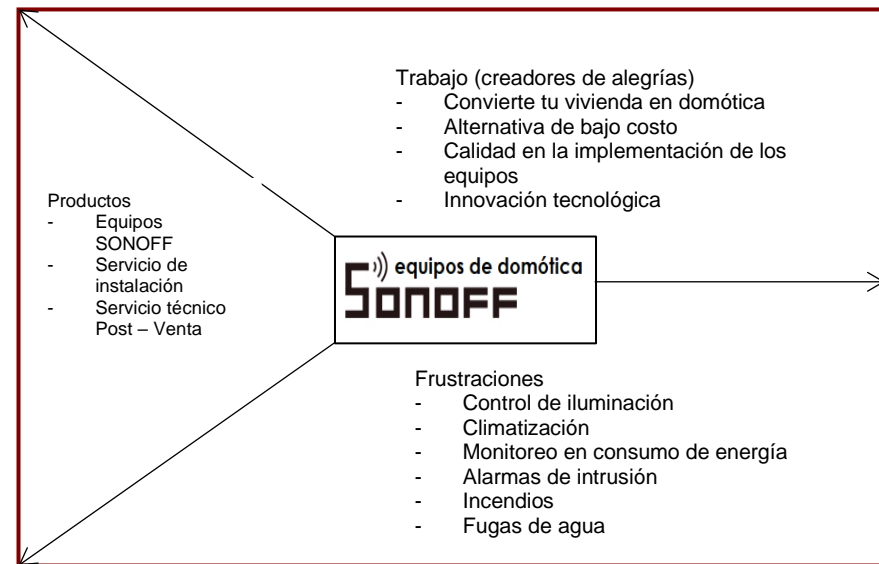 Trabajo (creadores de alegrías)
- Convierte tu vivienda en domótica
- Alternativa de bajo costo
- Calidad en la implementación de los
equipos
- Innovación tecnológica
Productos
- Equipos
SONOFF
- Servicio de
instalación
- Servicio técnico
Post – Venta
equipos de domótica
SONOFF
Frustraciones
- Control de iluminación
- Climatización
- Monitoreo en consumo de energía
- Alarmas de intrusión
- Incendios
- Fugas de agua